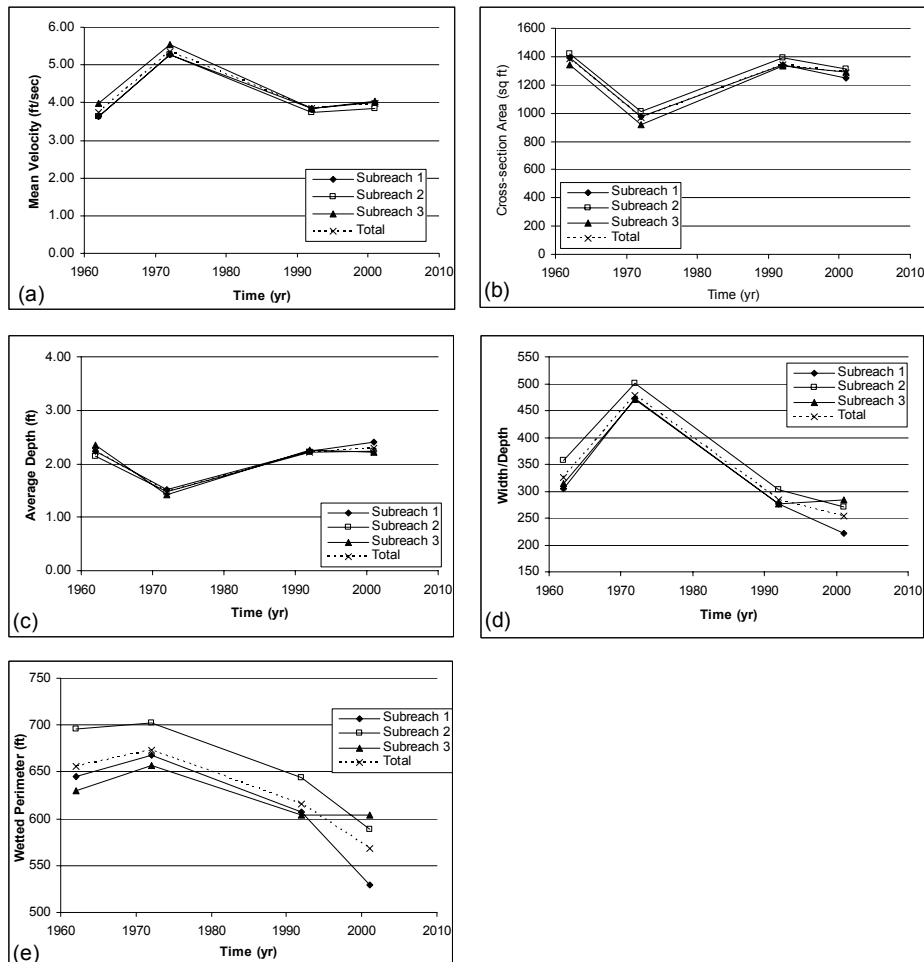 6.00
5.00
4.00
3.00
2.00
1.00
0.00
Mean Velocity (ft/sec)
Subreach 1
Subreach 2
Subreach 3
Total
1960 1970 1980 1990 2000 2010
Time (yr)
(a)
1600
1400
1200
1000
800
600
400
200
0
Cross-section Area (sq ft)
Subreach 1
Subreach 2
Subreach 3
Total
1960 1970 1980 1990 2000 2010
Time (yr)
(b)
4.00
3.00
2.00
1.00
0.00
Average Depth (ft)
Subreach 1
Subreach 2
Subreach 3
Total
1960 1970 1980 1990 2000 2010
Time (yr)
(c)
550
500
450
400
350
300
250
200
150
Width/Depth
Subreach 1
Subreach 2
Subreach 3
Total
1960 1970 1980 1990 2000 2010
Time (yr)
(d)
750
700
650
600
550
500
Wetted Perimeter (ft)
Subreach 1
Subreach 2
Subreach 3
Total
1960 1970 1980 1990 2000 2010
Time (yr)
(e)